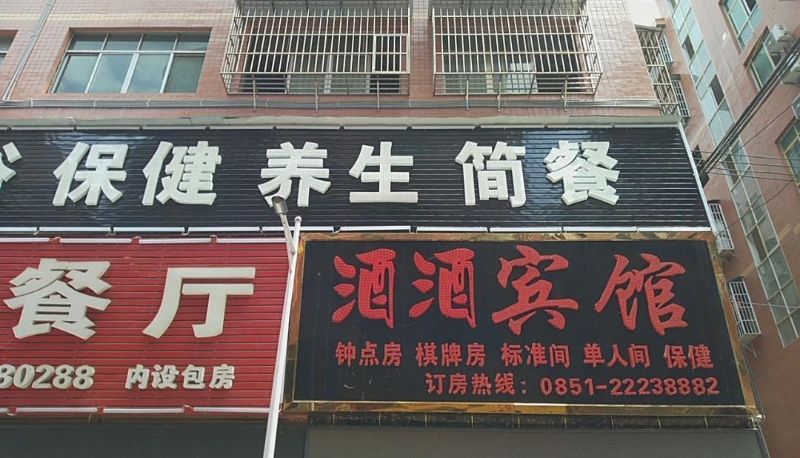 浴 保健 养生 简餐
餐厅
80288 内设包房
酒酒宾馆
钟点房 棋牌房 标准间 单人间 保健
订房热线：0851-22238882